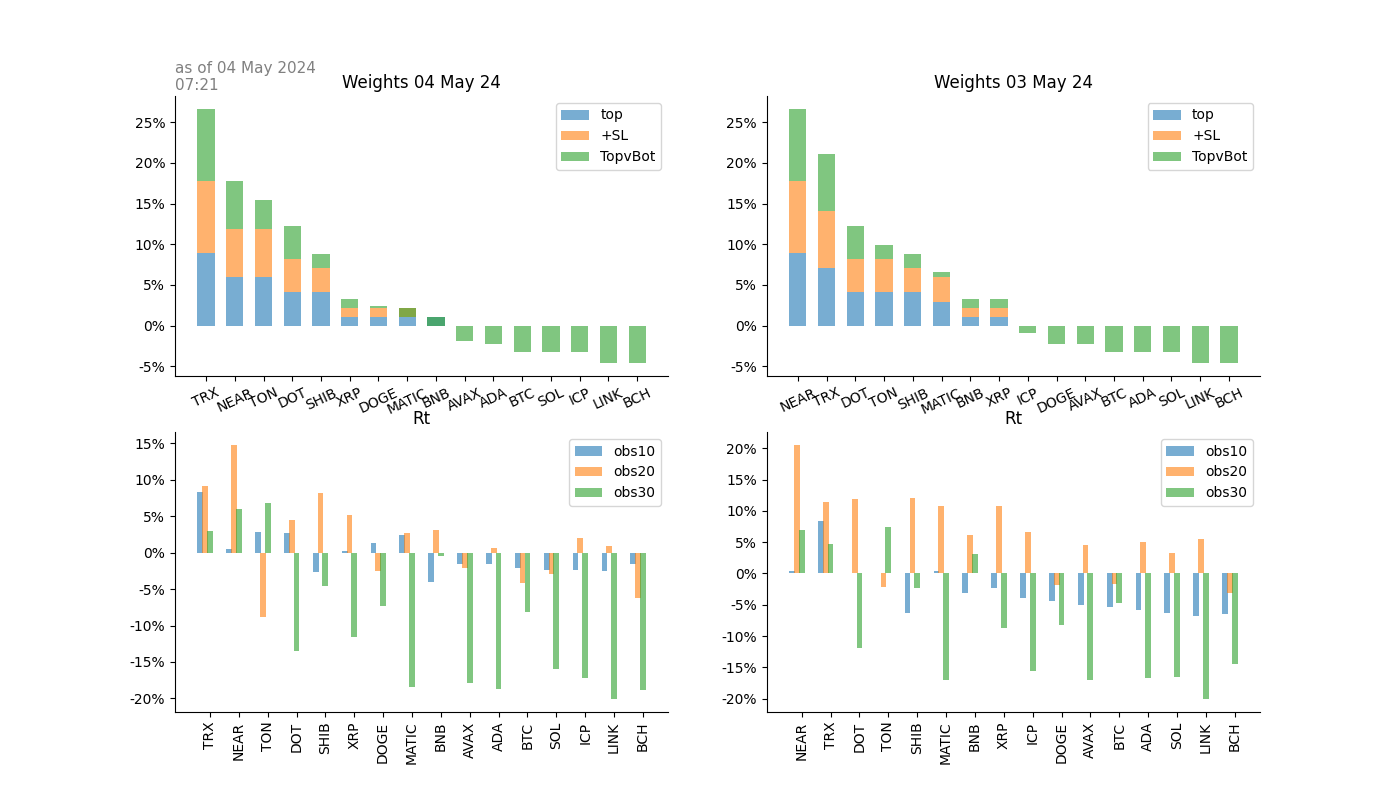 as of 04 May 2024
07:21
Weights 04 May 24
25%
20%
15%
10%
5%
0%
-5%
top
+SL
TopvBot
TRX NEAR TON DOT SHIB XRP DOGE MATIC BNB AVAX ADA BTC SOL ICP LINK BCH
Weights 03 May 24
25%
20%
15%
10%
5%
0%
-5%
top
+SL
TopvBot
NEAR TRX DOT TON SHIB MATIC BNB XRP ICP DOGE AVAX BTC ADA SOL LINK BCH
Rt
15%
10%
5%
0%
-5%
-10%
-15%
-20%
obs10
obs20
obs30
TRX NEAR TON DOT SHIB XRP DOGE MATIC BNB AVAX ADA BTC SOL ICP LINK BCH
Rt
20%
15%
10%
5%
0%
-5%
-10%
-15%
-20%
obs10
obs20
obs30
NEAR TRX DOT TON SHIB MATIC BNB XRP ICP DOGE AVAX BTC ADA SOL LINK BCH